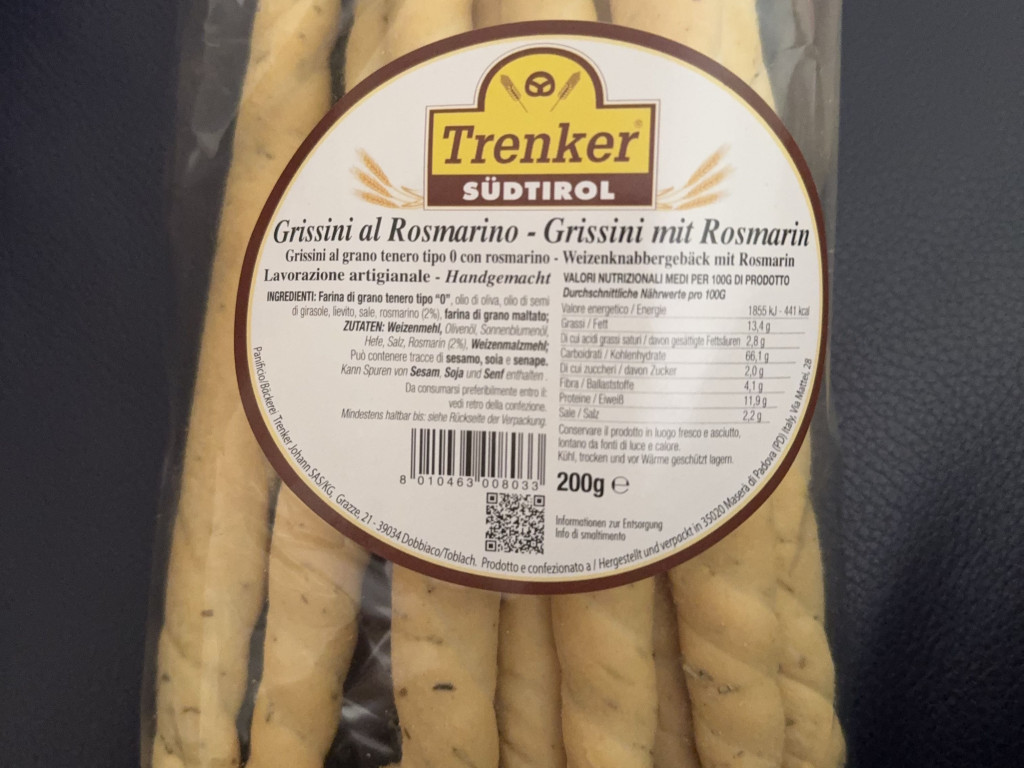 Trenker®
SÜDTIROL
Grissini al Rosmarino - Grissini mit Rosmarin
Grissini al grano tenero tipo 0 con rosmarino - Weizenknabbergebäck mit Rosmarin
Lavorazione artigianale - Handgemacht
INGREDIENTI: Farina di grano tenero tipo "0", olio di oliva, olio di semi
di girasole, lievito, sale, rosmarino (2%), farina di grano maltato;
ZUTATEN: Weizenmehl, Olivenöl, Sonnenblumenöl,
Hefe, Salz, Rosmarin (2%), Weizenmalzmehl;
Può contenere tracce di sesamo, soia e senape.
Kann Spuren von Sesam, Soja und Senf enthalten.
Da consumarsi preferibilmente entro il:
vedi retro della confezione.
Mindestens haltbar bis: siehe Rückseite der Verpackung.
8 010463 008033
VALORI NUTRIZIONALI MEDI PER 100G DI PRODOTTO
Durchschnittliche Nährwerte pro 100G
Valore energetico / Energie 1855 kJ - 441 kcal
Grassi / Fett 13,4 g
Di cui acidi grassi saturi / davon gesättigte Fettsäuren 2,8 g
Carboidrati / Kohlenhydrate 66,1 g
Di cui zuccheri / davon Zucker 2,0 g
Fibra / Ballaststoffe 4,1 g
Proteine / Eiweiß 11,9 g
Sale / Salz 2,2 g
Conservare il prodotto in luogo fresco e asciutto,
lontano da fonti di luce e calore.
Kühl, trocken und vor Wärme geschützt lagern.
200g ℮
Informationen zur Entsorgung
Info di smaltimento
Panificio/Bäckerei Trenker Johann SAS/KG, Grazze, 21 - 39034 Dobbiaco/Toblach. Prodotto e confezionato a / Hergestellt und verpackt in 35020 Maserà di Padova (PD) Italy, Via Mattei, 28